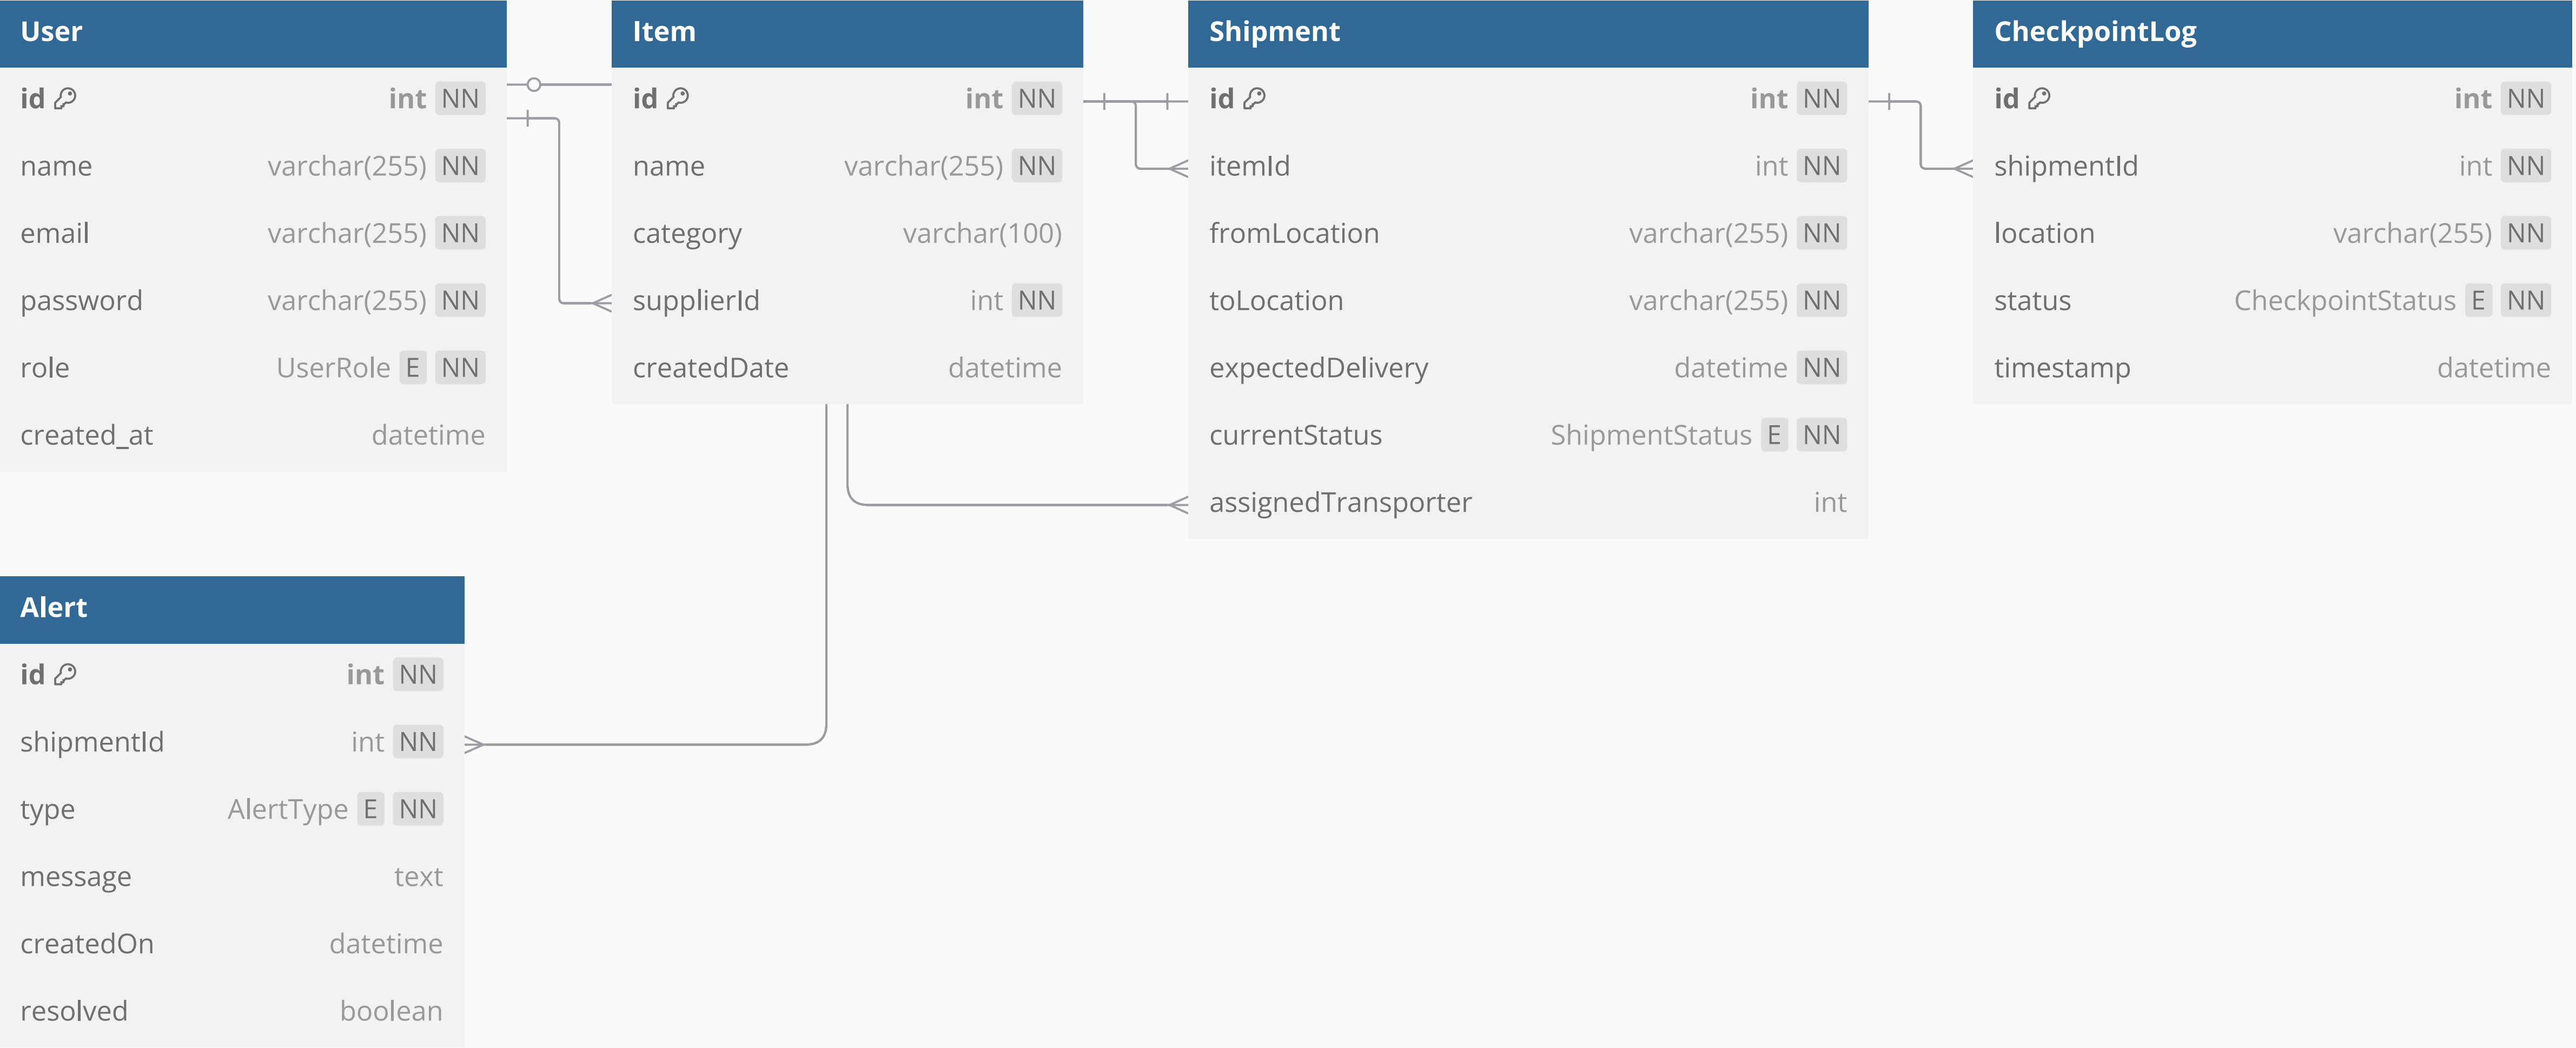 User
id int NN
name varchar(255) NN
email varchar(255) NN
password varchar(255) NN
role UserRole E NN
created_at datetime
Item
id int NN
name varchar(255) NN
category varchar(100)
supplierId int NN
createdDate datetime
Shipment
id int NN
itemId int NN
fromLocation varchar(255) NN
toLocation varchar(255) NN
expectedDelivery datetime NN
currentStatus ShipmentStatus E NN
assignedTransporter int
CheckpointLog
id int NN
shipmentId int NN
location varchar(255) NN
status CheckpointStatus E NN
timestamp datetime
Alert
id int NN
shipmentId int NN
type AlertType E NN
message text
createdOn datetime
resolved boolean